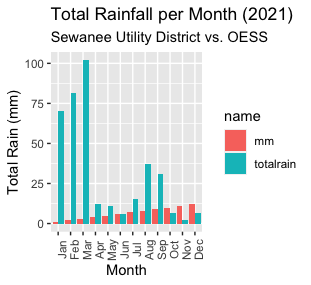 Total Rainfall per Month (2021)
Sewanee Utility District vs. OESS
100
75
50
25
0
Total Rain (mm)
Jan
Feb
Mar
Apr
May
Jun
Jul
Aug
Sep
Oct
Nov
Dec
Month
name
mm
totalrain